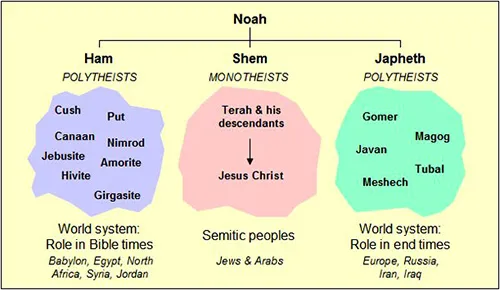 Noah
Ham
POLYTHEISTS
Cush
Put
Canaan
Nimrod
Jebusite
Amorite
Hivite
Girgasite
World system:
Role in Bible times
Babylon, Egypt, North
Africa, Syria, Jordan
Shem
MONOTHEISTS
Terah & his
descendants
Jesus Christ
Semitic peoples
Jews & Arabs
Japheth
POLYTHEISTS
Gomer
Magog
Javan
Tubal
Meshech
World system:
Role in end times
Europe, Russia,
Iran, Iraq